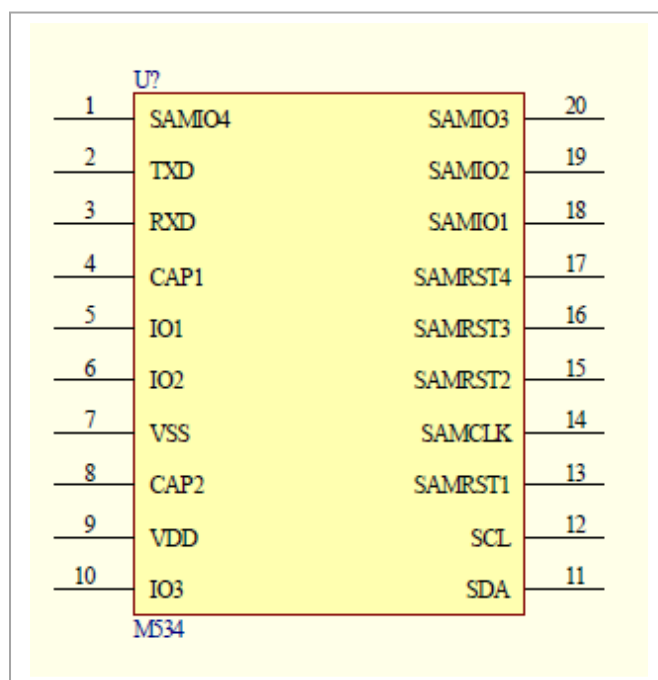 U?
1 SAMIO4 SAMIO3 20
2 TXD SAMIO2 19
3 RXD SAMIO1 18
4 CAP1 SAMRST4 17
5 IO1 SAMRST3 16
6 IO2 SAMRST2 15
7 VSS SAMCLK 14
8 CAP2 SAMRST1 13
9 VDD SCL 12
10 IO3 SDA 11
M534